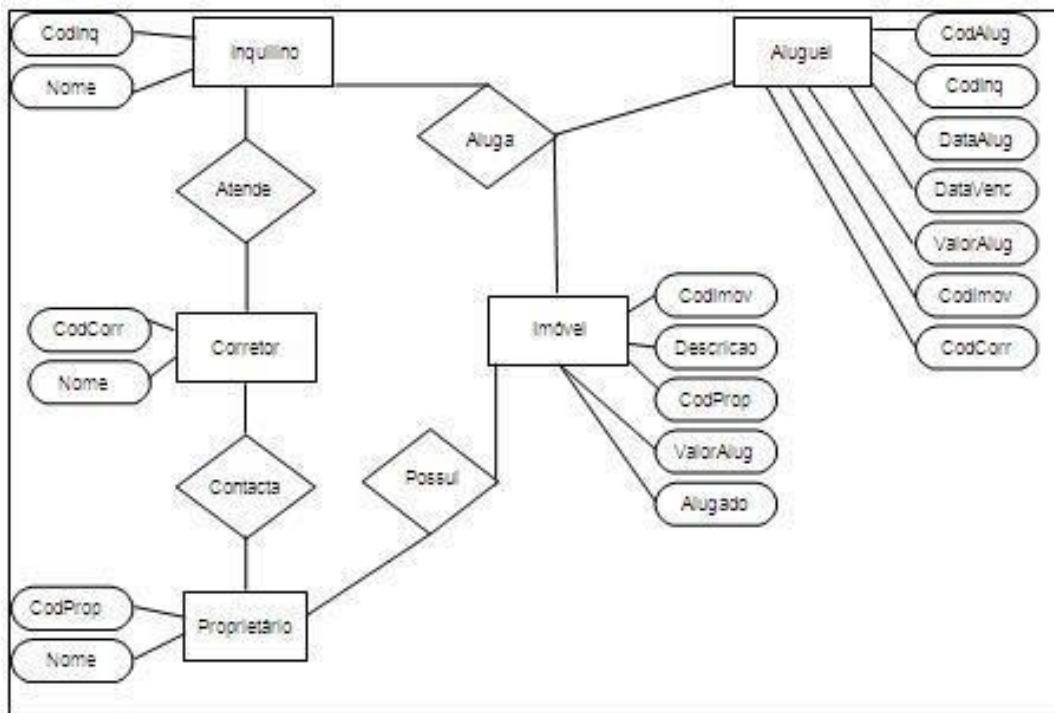 CodInq
Nome
Inquilino
Aluguel
CodAlug
CodInq
DataAlug
DataVenc
ValorAlug
CodImov
CodCorr
Aluga
Atende
CodCorr
Nome
Corretor
Imóvel
CodImov
Descricao
CodProp
ValorAlug
Alugado
Contacta
Possui
CodProp
Nome
Proprietário